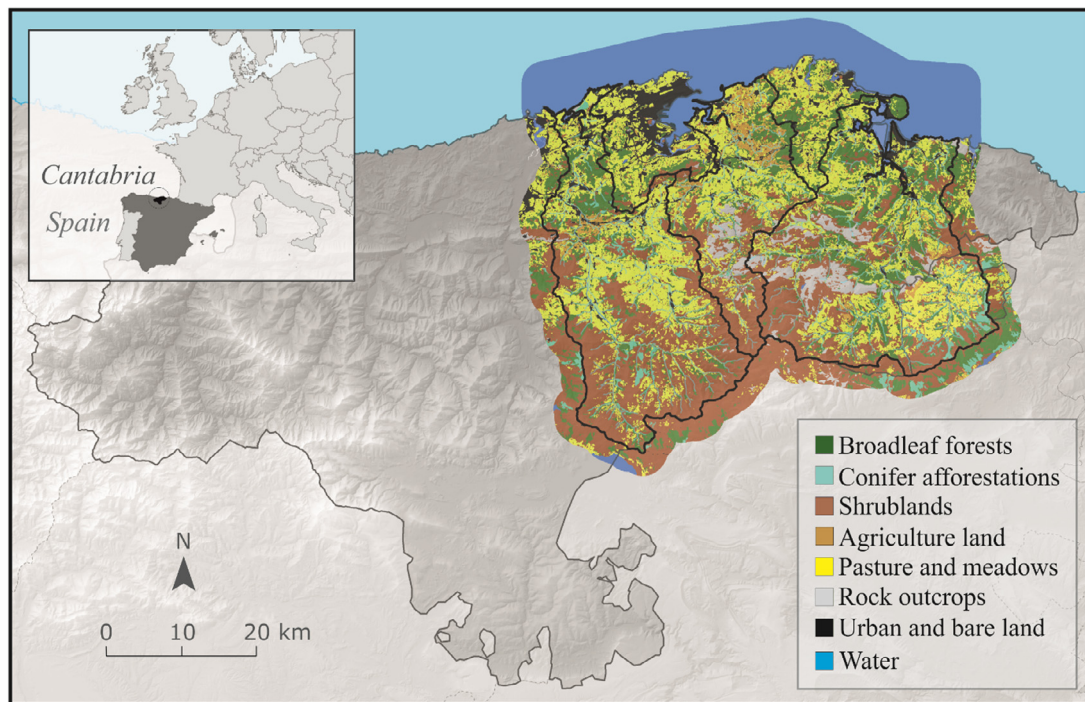 Cantabria
Spain
N
0 10 20 km
Broadleaf forests
Conifer afforestations
Shrublands
Agriculture land
Pasture and meadows
Rock outcrops
Urban and bare land
Water